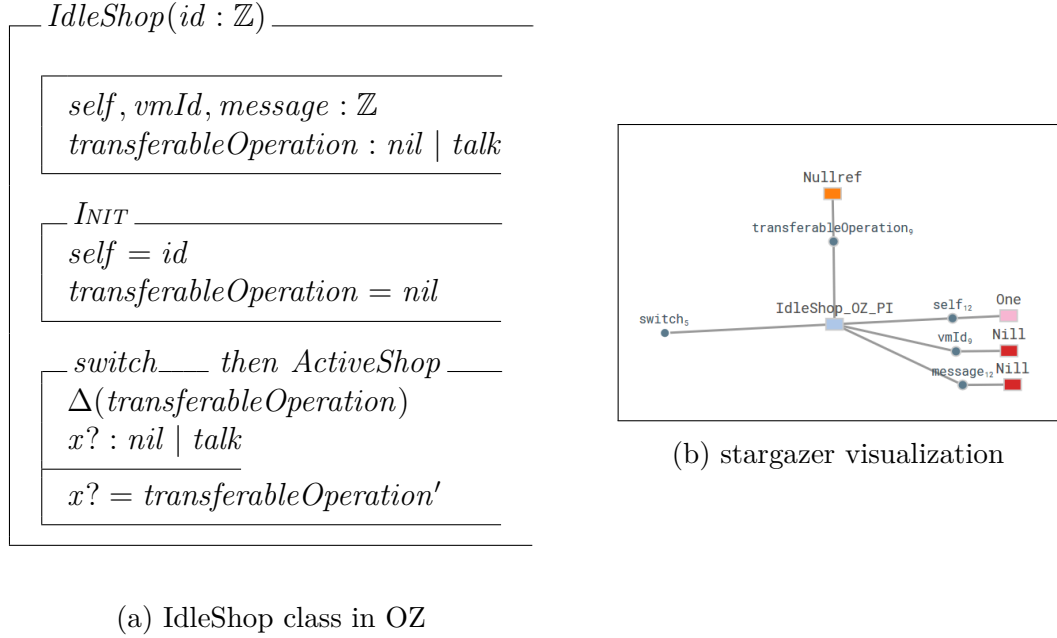 IdleShop(id : ℤ)
self, vmId, message : ℤ
transferableOperation : nil | talk
INIT
self = id
transferableOperation = nil
switch then ActiveShop
Δ(transferableOperation)
x? : nil | talk
x? = transferableOperation′
(a) IdleShop class in OZ
Nullref
transferableOperation₉
IdleShop_OZ_PI
self₁₂
One
switch₅
vmId₉
Nill
message₁₂
Nill
(b) stargazer visualization